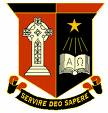 Α Ω
SERVIRE DEO SAPERE